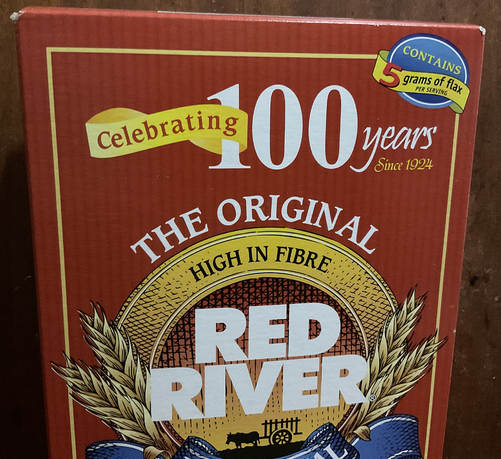 CONTAINS
5 grams of flax
PER SERVING
Celebrating 100 years
Since 1924
THE ORIGINAL
HIGH IN FIBRE
RED
RIVER®